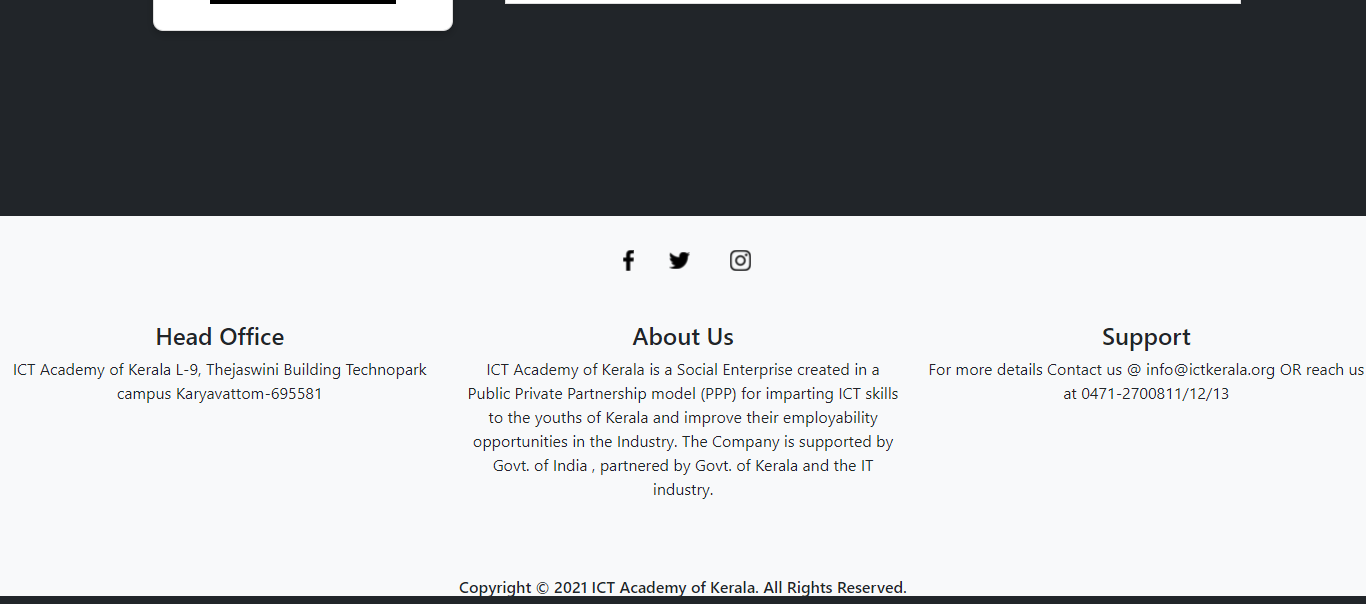 Head Office
ICT Academy of Kerala L-9, Thejaswini Building Technopark
campus Karyavattom-695581
About Us
ICT Academy of Kerala is a Social Enterprise created in a
Public Private Partnership model (PPP) for imparting ICT skills
to the youths of Kerala and improve their employability
opportunities in the Industry. The Company is supported by
Govt. of India , partnered by Govt. of Kerala and the IT
industry.
Support
For more details Contact us @ info@ictkerala.org OR reach us
at 0471-2700811/12/13
Copyright © 2021 ICT Academy of Kerala. All Rights Reserved.